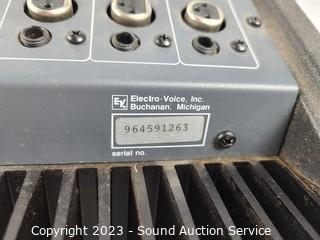 EV Electro-Voice, Inc.
Buchanan, Michigan
964591263
serial no.
Copyright 2023 - Sound Auction Service